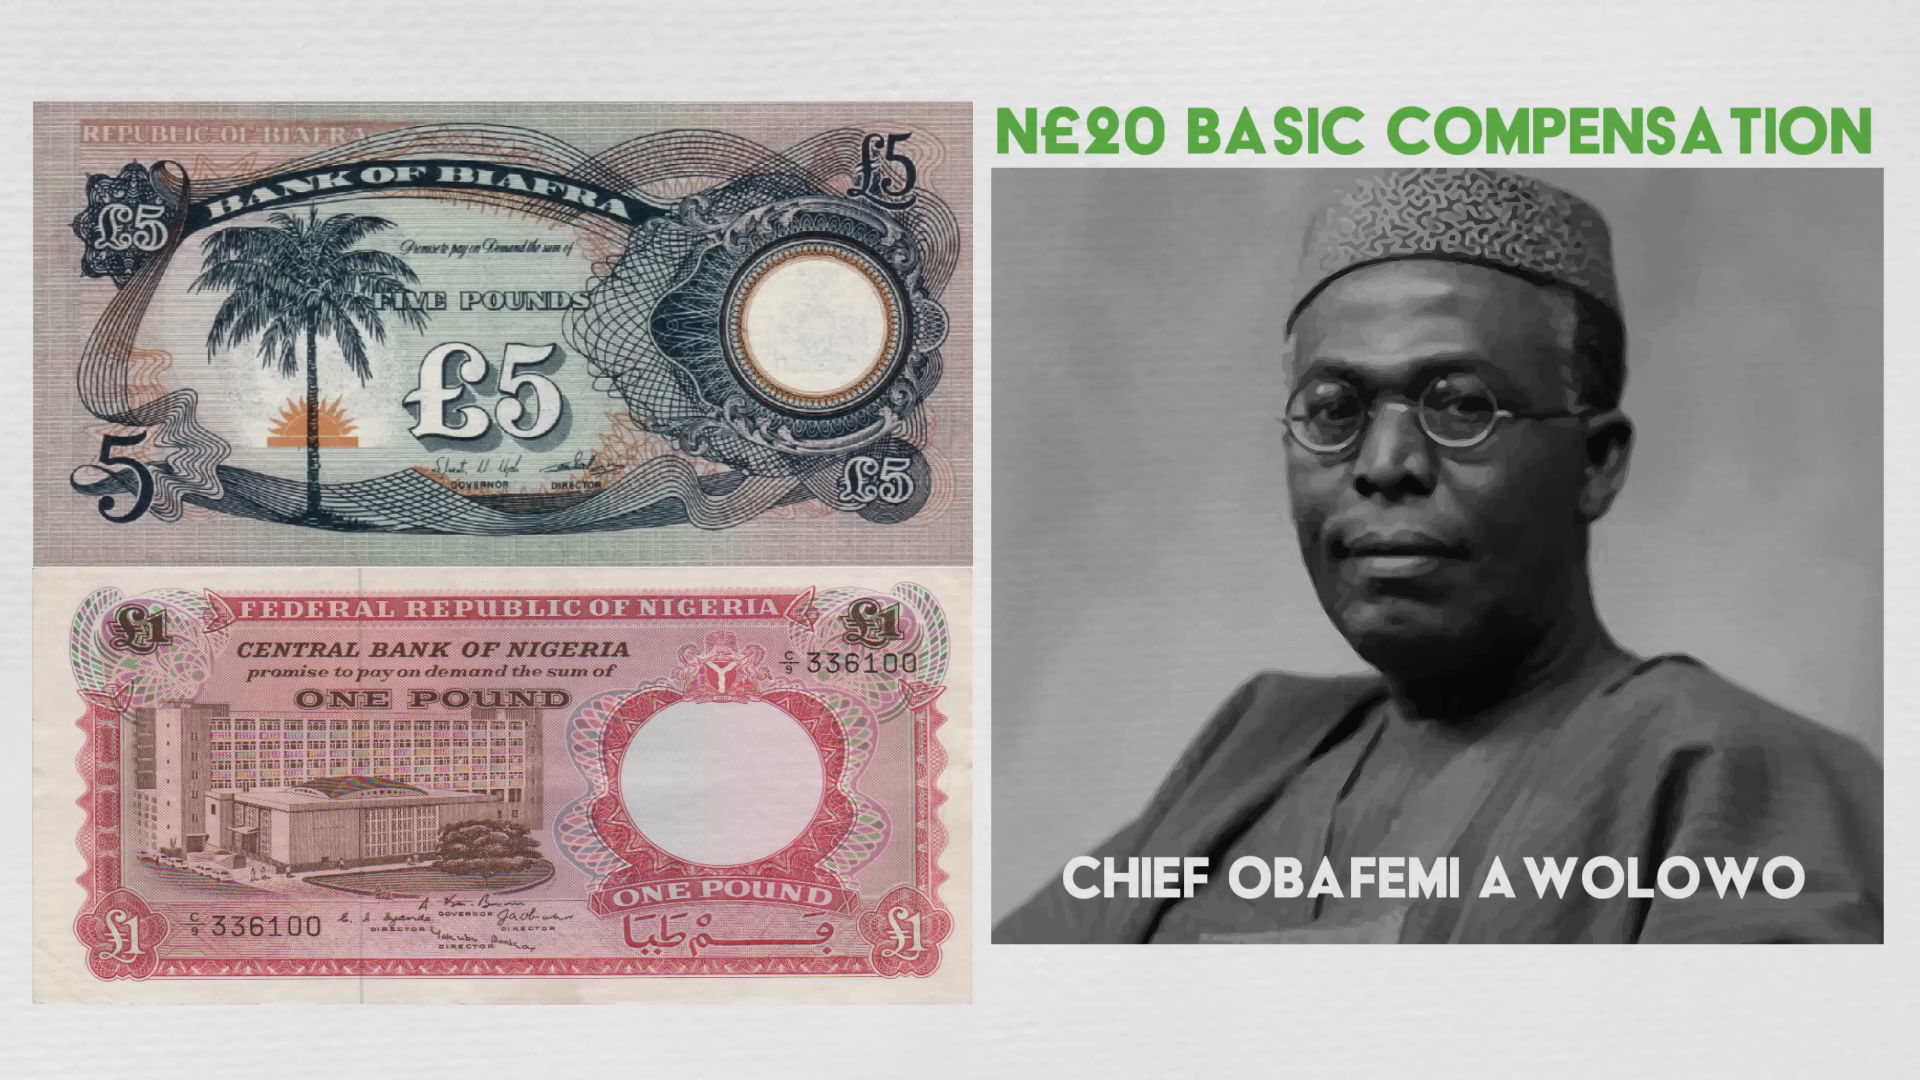 REPUBLIC OF BIAFRA
BANK OF BIAFRA
£5
£5
Promise to pay on Demand the sum of
FIVE POUNDS
£5
5
GOVERNOR
DIRECTOR
£5
FEDERAL REPUBLIC OF NIGERIA
£1
£1
CENTRAL BANK OF NIGERIA
promise to pay on demand the sum of
ONE POUND
C/9 336100
ONE POUND
C/9 336100
GOVERNOR
DIRECTOR
DIRECTOR
DIRECTOR
£1
£1
N£20 BASIC COMPENSATION
CHIEF OBAFEMI AWOLOWO